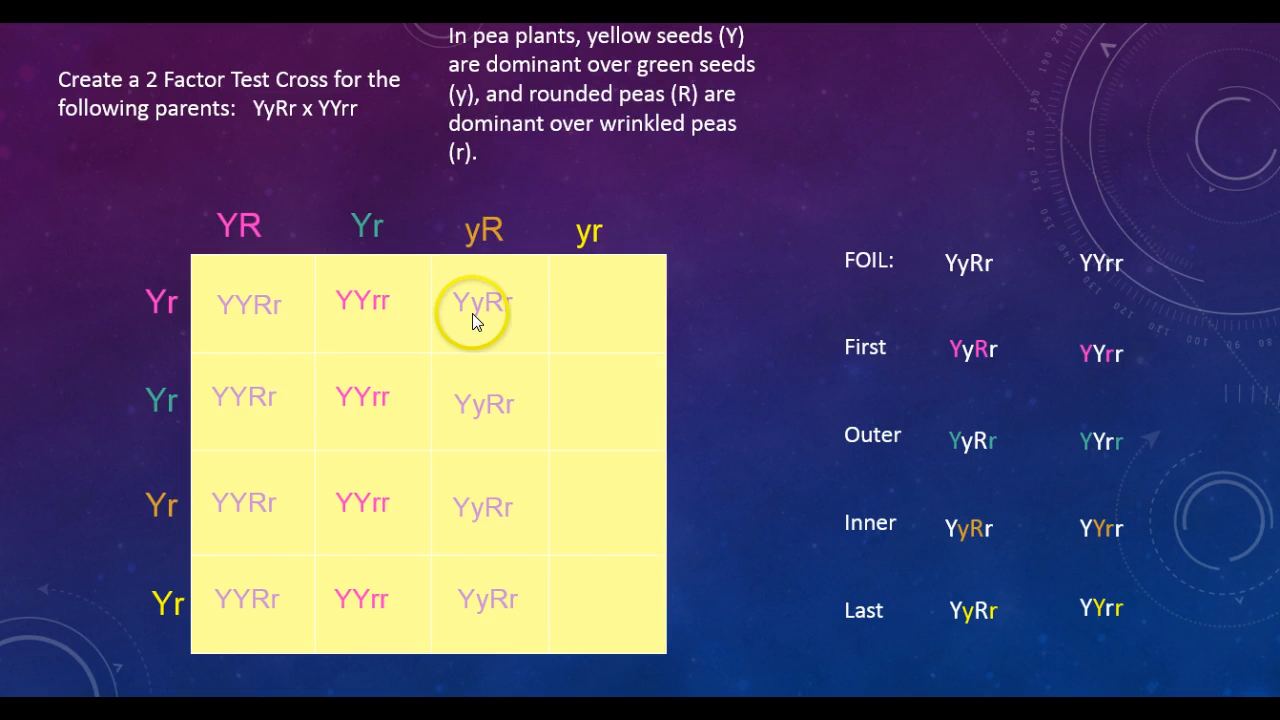 In pea plants, yellow seeds (Y)
are dominant over green seeds
(y), and rounded peas (R) are
dominant over wrinkled peas
(r).
Create a 2 Factor Test Cross for the
following parents: YyRr x YYrr
YR Yr yR yr
Yr YYRr YYrr YyRr
Yr YYRr YYrr YyRr
Yr YYRr YYrr YyRr
Yr YYRr YYrr YyRr
FOIL: YyRr YYrr
First YyRr YYrr
Outer YyRr YYrr
Inner YyRr YYrr
Last YyRr YYrr